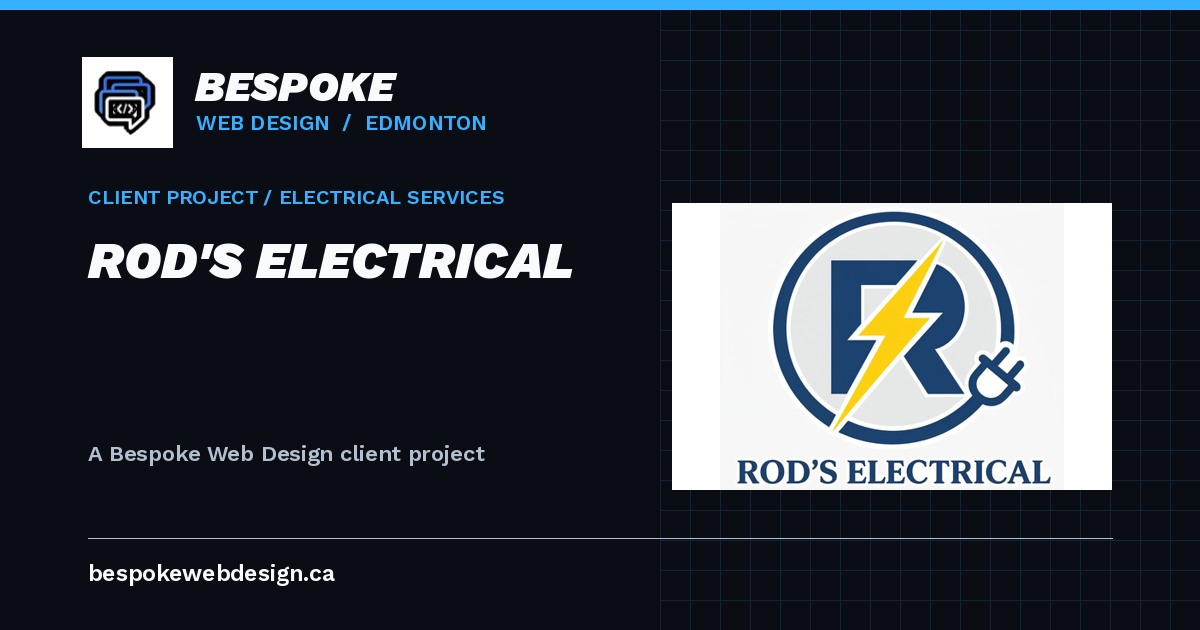 </>
BESPOKE
WEB DESIGN / EDMONTON
CLIENT PROJECT / ELECTRICAL SERVICES
ROD'S ELECTRICAL
R
ROD'S ELECTRICAL
A Bespoke Web Design client project
bespokewebdesign.ca